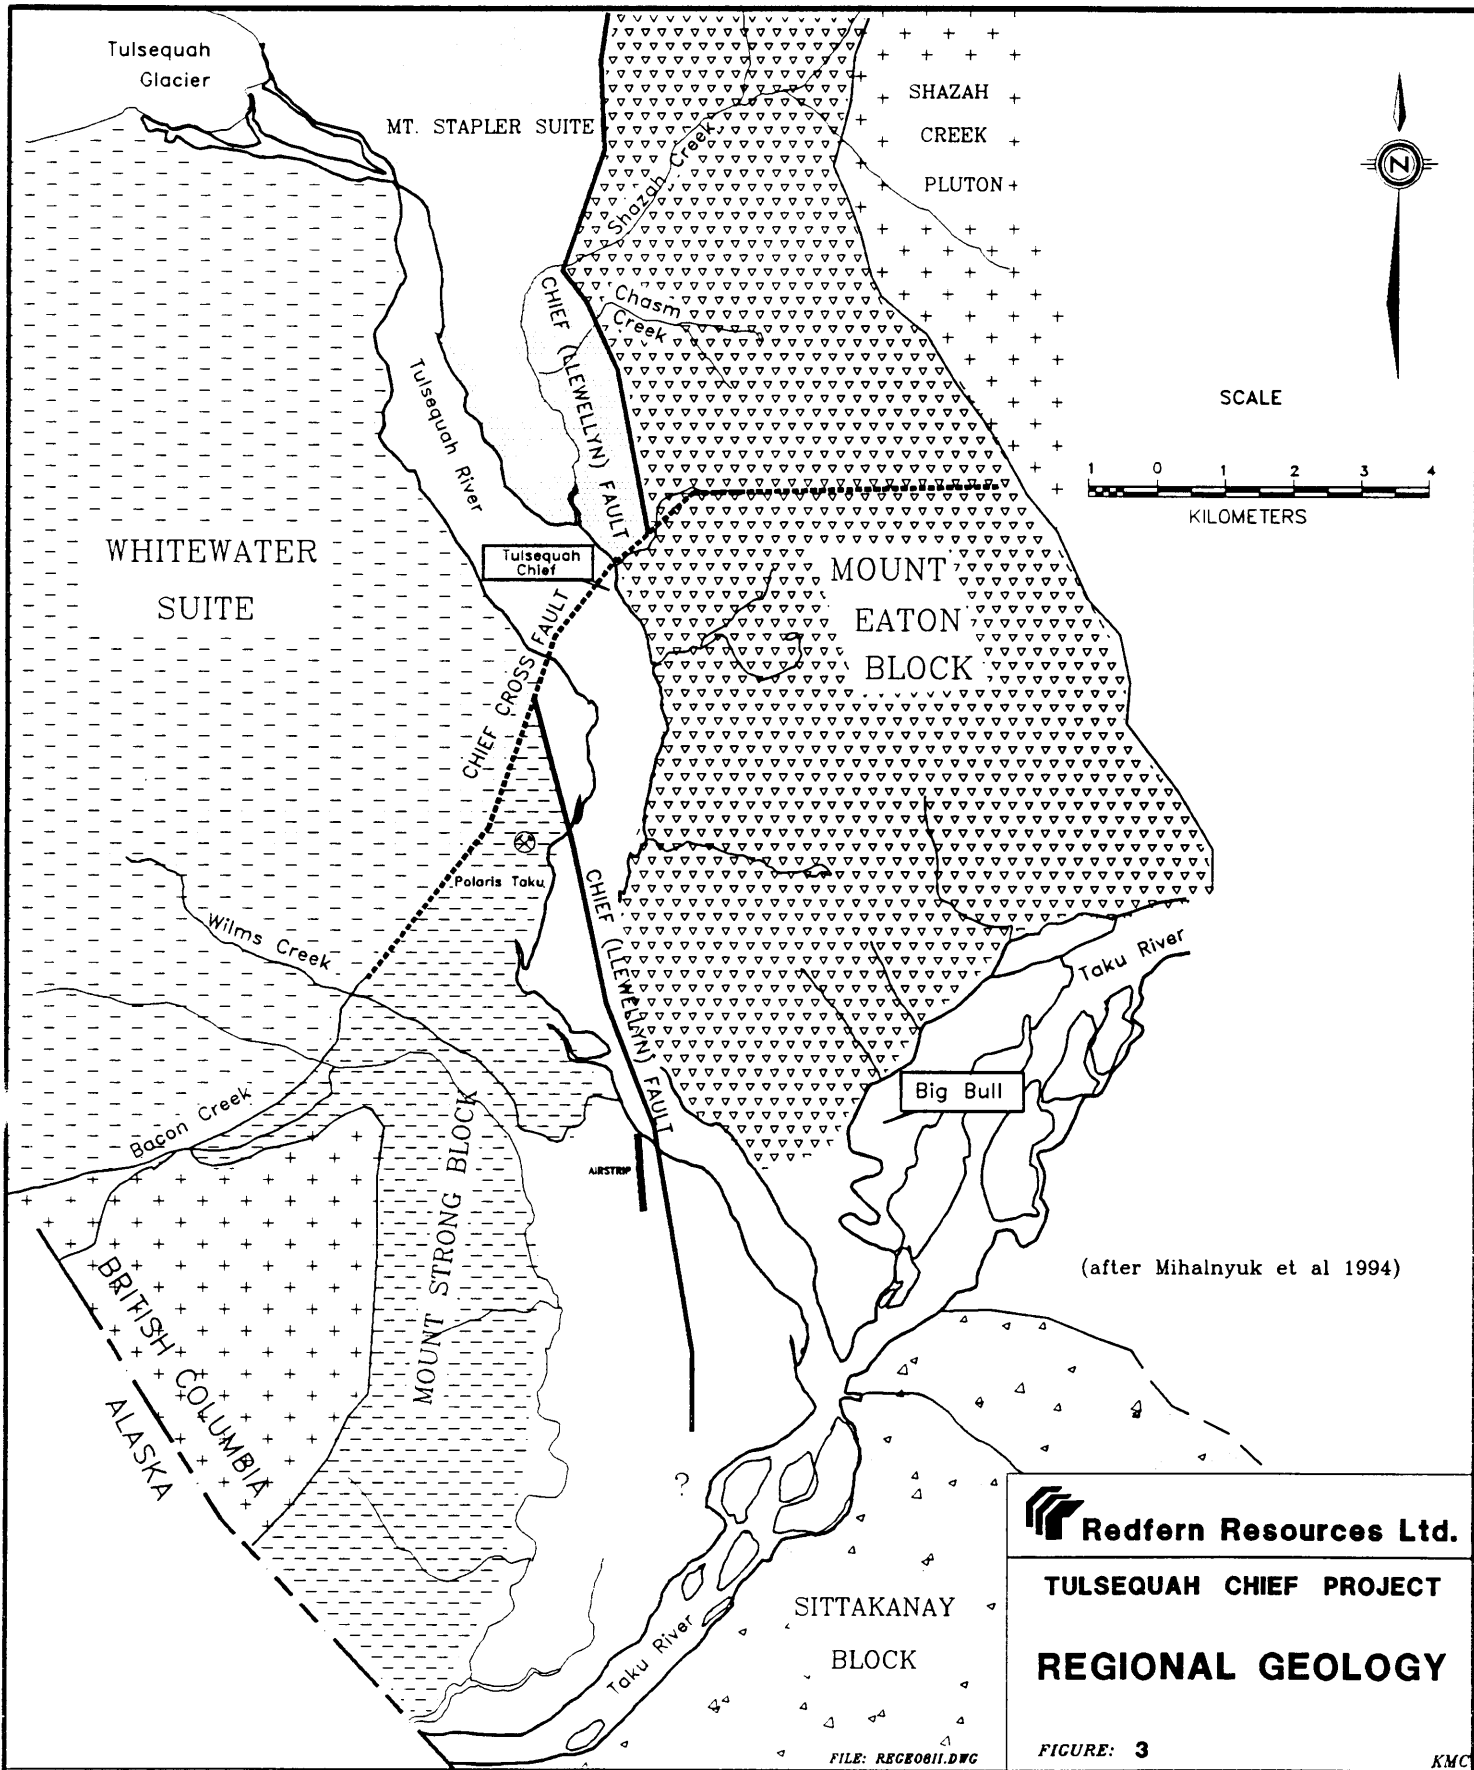 Tulsequah
Glacier
MT. STAPLER SUITE
SHAZAH
CREEK
PLUTON
Shazah Creek
N
Chasm
Creek
CHIEF (LLEWELLYN) FAULT
Tulsequah River
SCALE
1 0 1 2 3 4
KILOMETERS
WHITEWATER
SUITE
Tulsequah
Chief
MOUNT
EATON
BLOCK
CHIEF CROSS FAULT
Polaris Taku
CHIEF (LLEWELLYN) FAULT
Wilms Creek
Taku River
Big Bull
Bacon Creek
AIRSTRIP
MOUNT STRONG BLOCK
(after Mihalnyuk et al 1994)
BRITISH COLUMBIA
ALASKA
?
Taku River
SITTAKANAY
BLOCK
Redfern Resources Ltd.
TULSEQUAH CHIEF PROJECT
REGIONAL GEOLOGY
FILE: REGEO811.DWG
FIGURE: 3
KMC